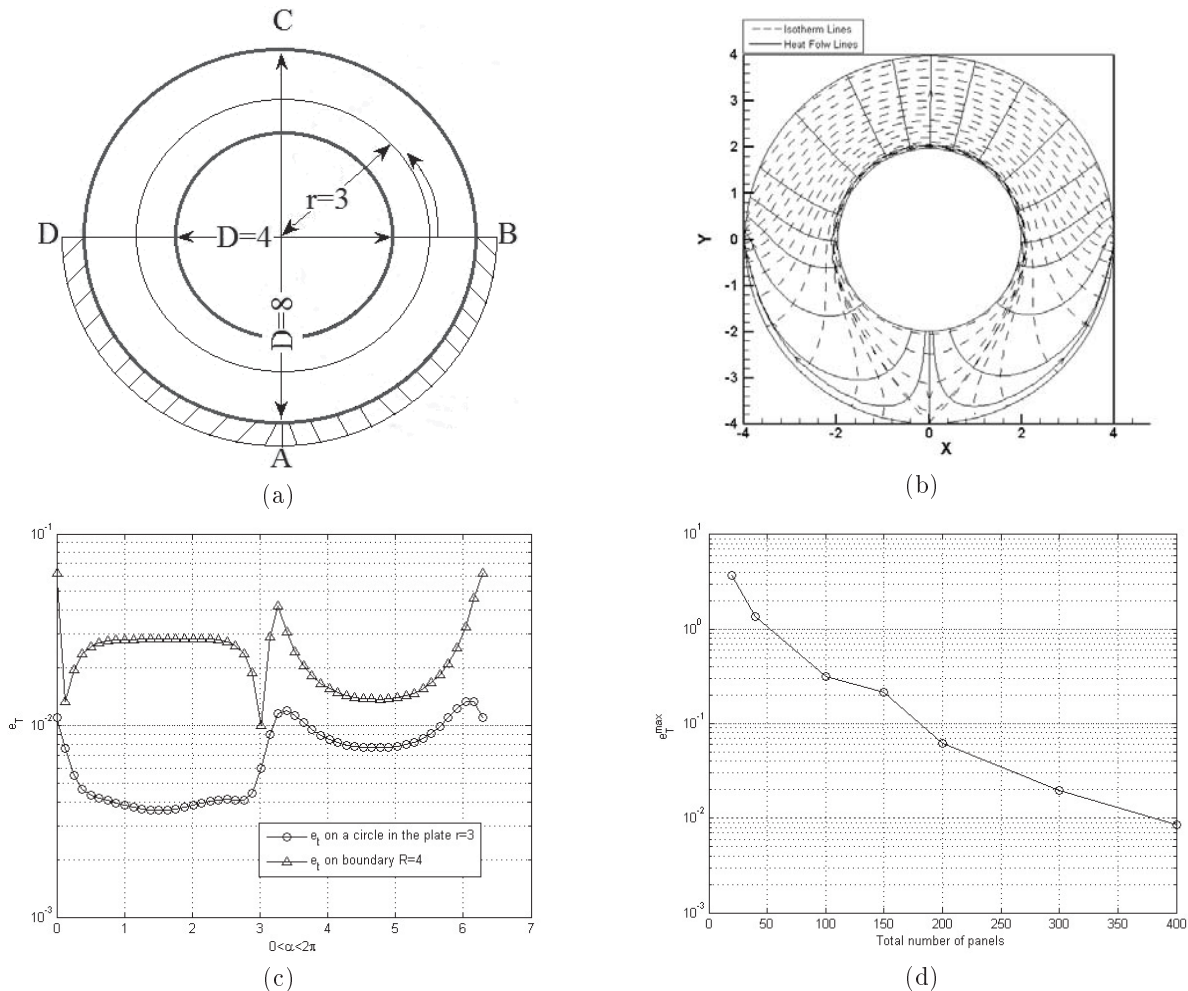 C
D
B
r=3
D=4
D=∞
A
(a)
Isotherm Lines
Heat Folw Lines
4
3
2
1
0
-1
-2
-3
-4
Y
-4 -2 0 2 4
X
(b)
10^-1
10^-2
10^-3
e_T
e_t on a circle in the plate r=3
e_t on boundary R=4
0 1 2 3 4 5 6 7
0<α<2π
(c)
10^1
10^0
10^-1
10^-2
10^-3
e_T^max
0 50 100 150 200 250 300 350 400
Total number of panels
(d)